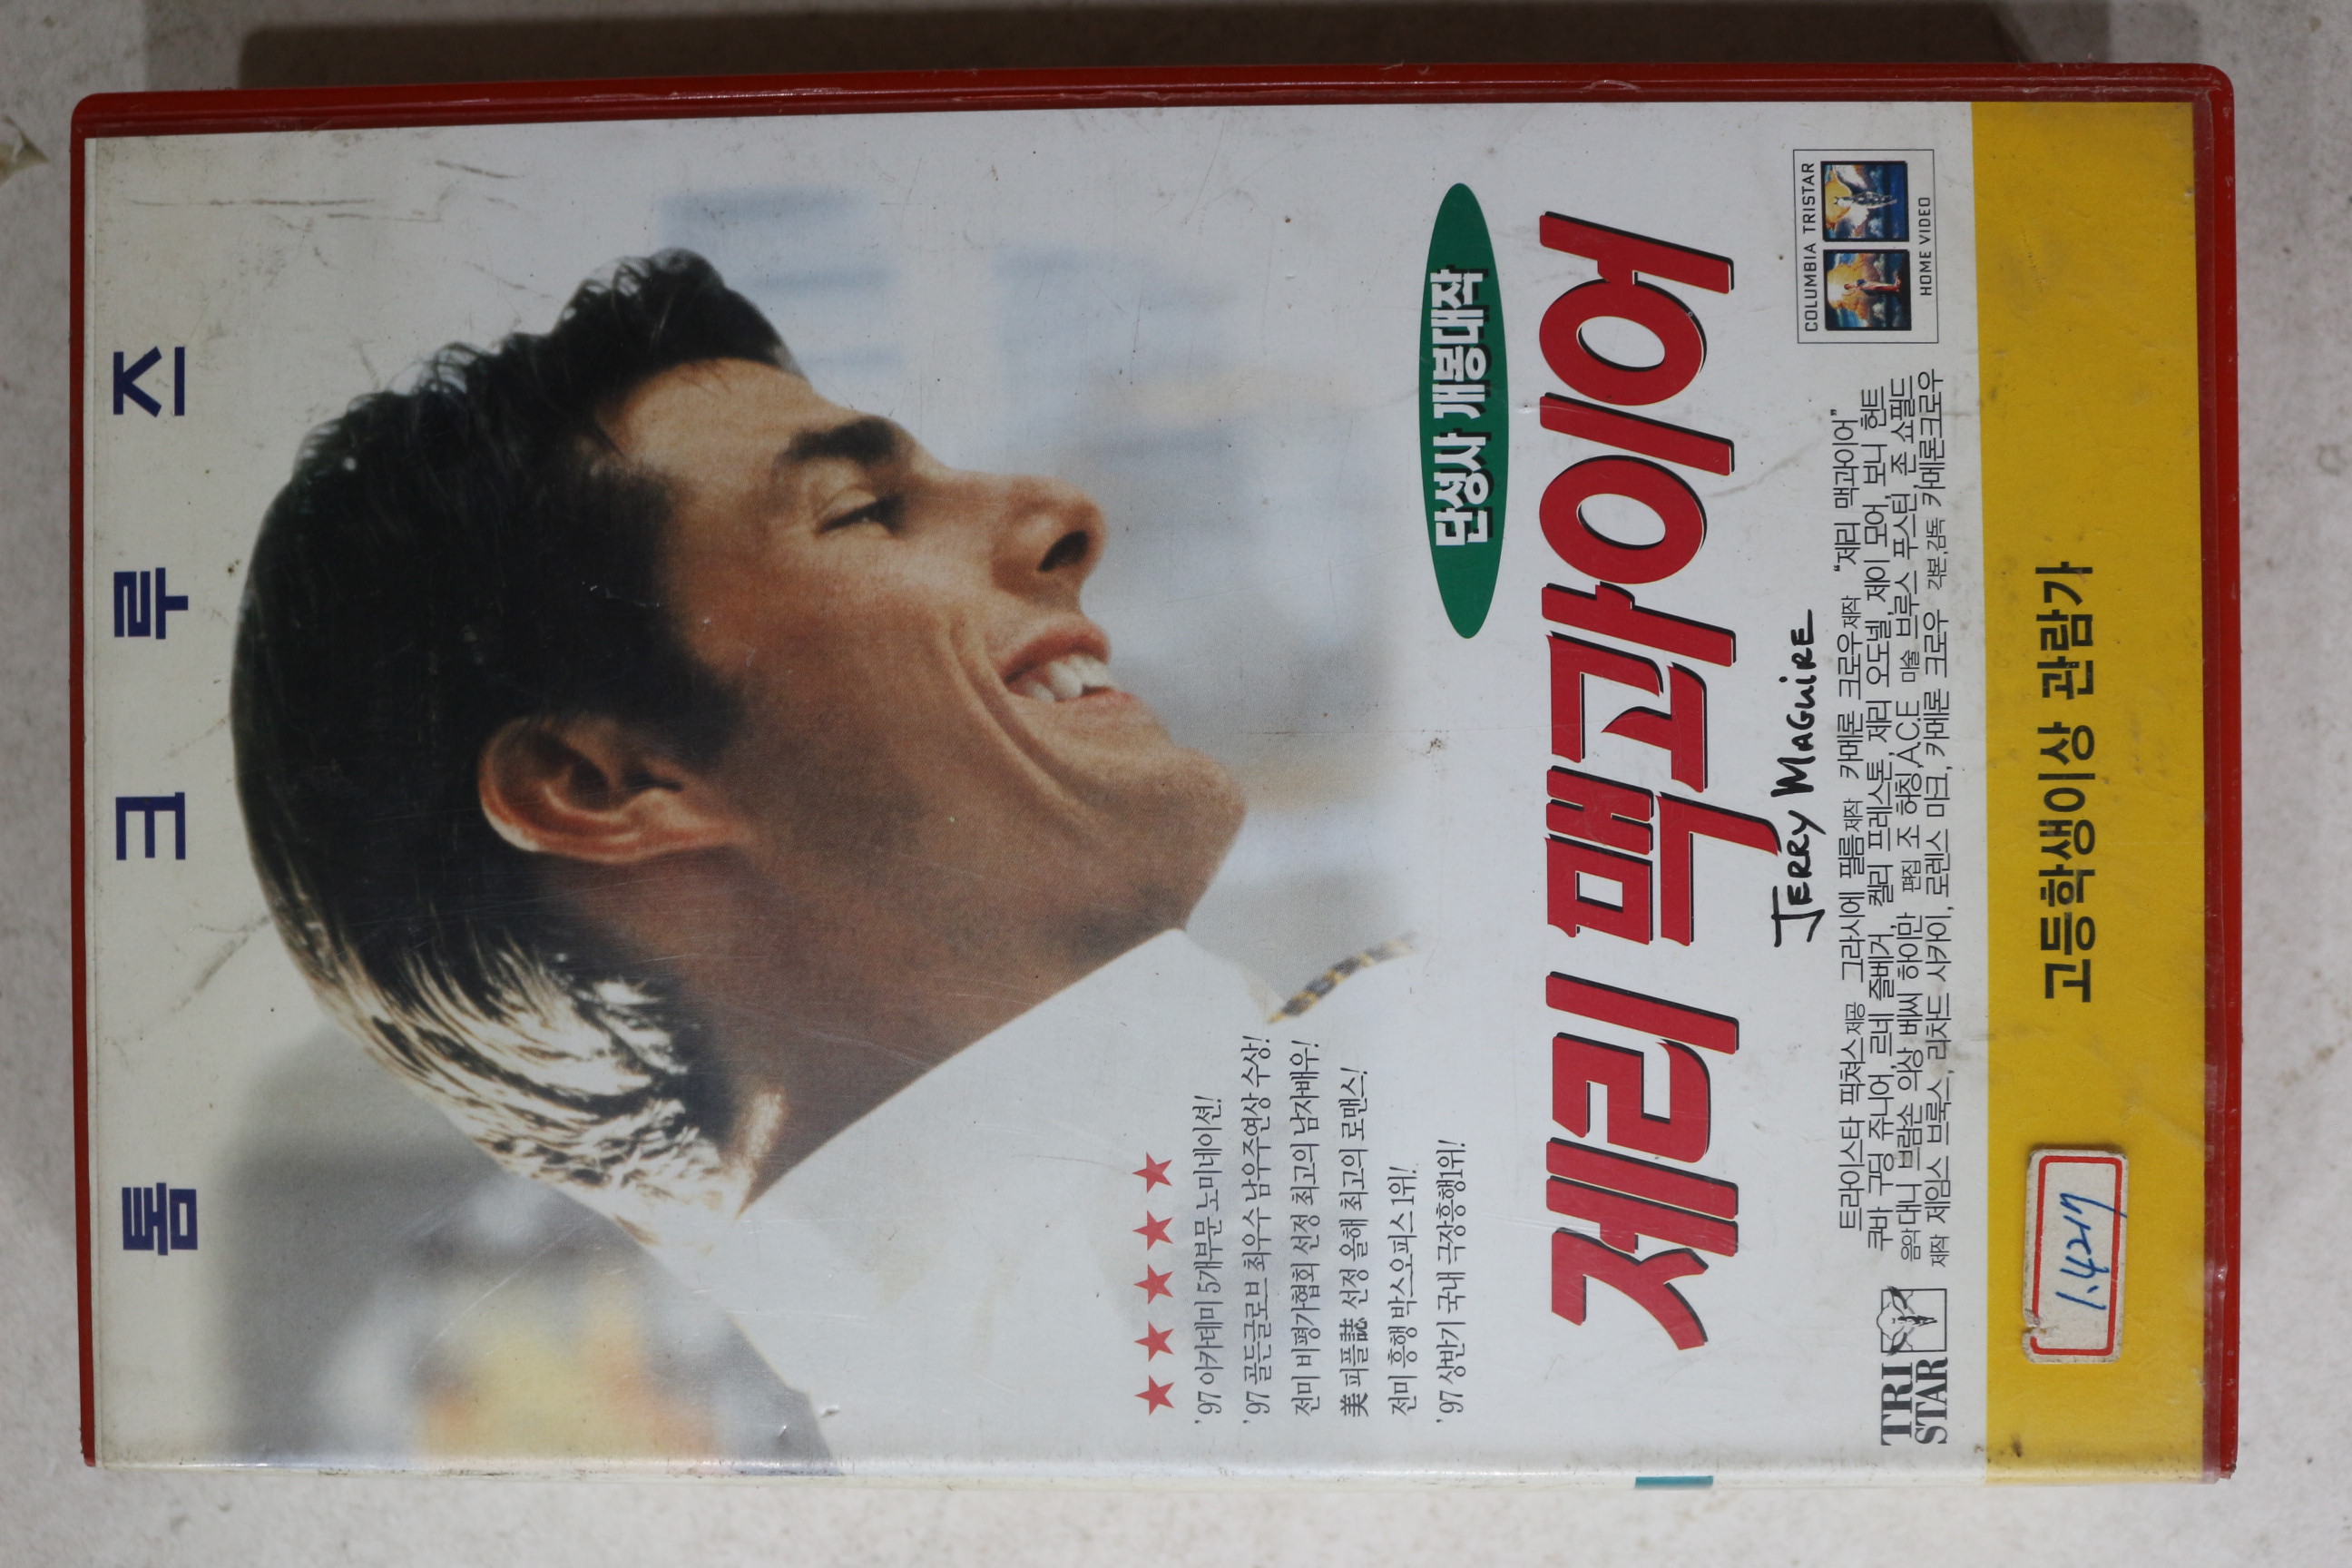 톰 크 루 즈
★★★★★
'97 아카데미 5개부문 노미네이션!
'97 골든글로브 최우수 남우주연상 수상!
전미 비평가협회 선정 최고의 남자배우!
美 피플誌 선정 올해 최고의 로맨스!
전미 흥행 박스오피스 1위!
'97 상반기 국내 극장흥행1위!
단성사 개봉대작
제리 맥과이어
JERRY MAGUIRE
트라이스타 픽쳐스 제공 그라시에 필름 제작 카메론 크로우 제작 “제리 맥과이어”
쿠바 구딩 쥬니어, 르네 젤베거, 켈리 프레스톤, 제리 오도넬, 제이 모어, 보니 헌트
음악 대니 브람손 의상 베씨 하이만 편집 조 허칭,A.C.E 미술 브루스 푸스틴, 존 쇼필드
제작 제임스 브룩스, 리차드 사카이, 로렌스 마크, 카메론 크로우 각본,감독 카메론크로우
TRI
STAR
COLUMBIA TRISTAR
HOME VIDEO
고등학생이상 관람가
1.4217